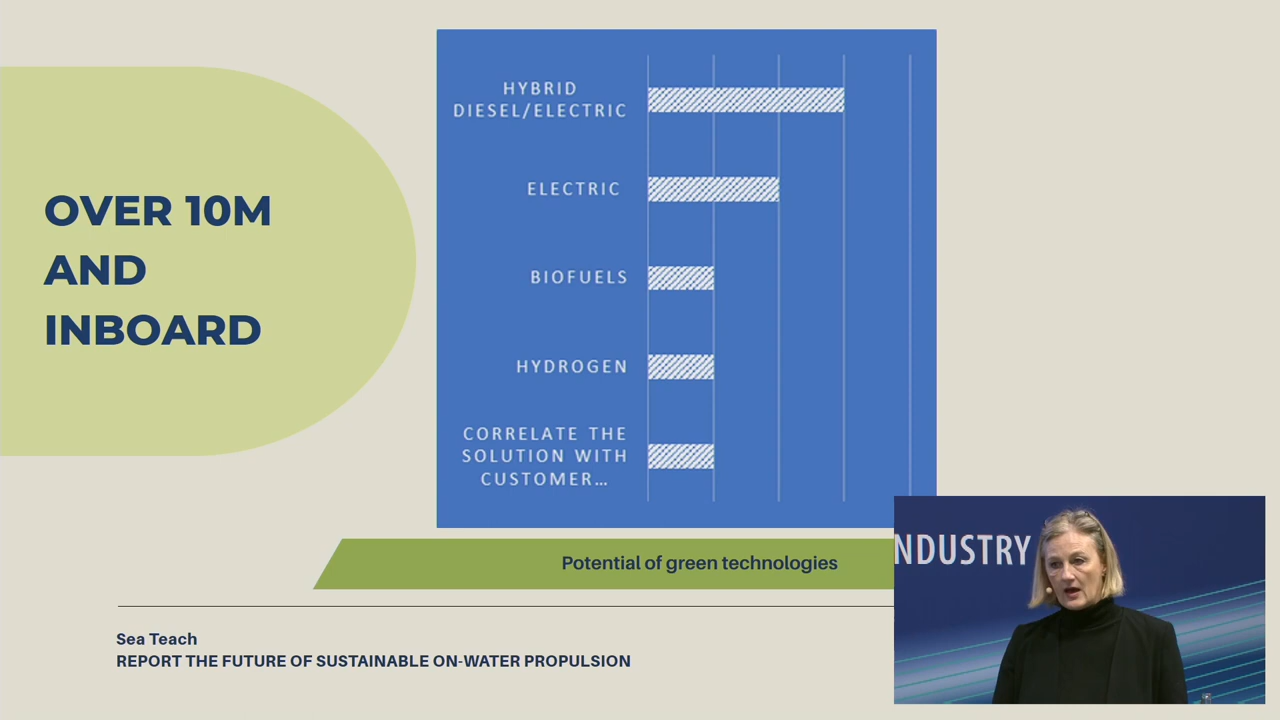 OVER 10M
AND
INBOARD
HYBRID
DIESEL/ELECTRIC
ELECTRIC
BIOFUELS
HYDROGEN
CORRELATE THE
SOLUTION WITH
CUSTOMER…
Potential of green technologies
Sea Teach
REPORT THE FUTURE OF SUSTAINABLE ON-WATER PROPULSION
NDUSTRY